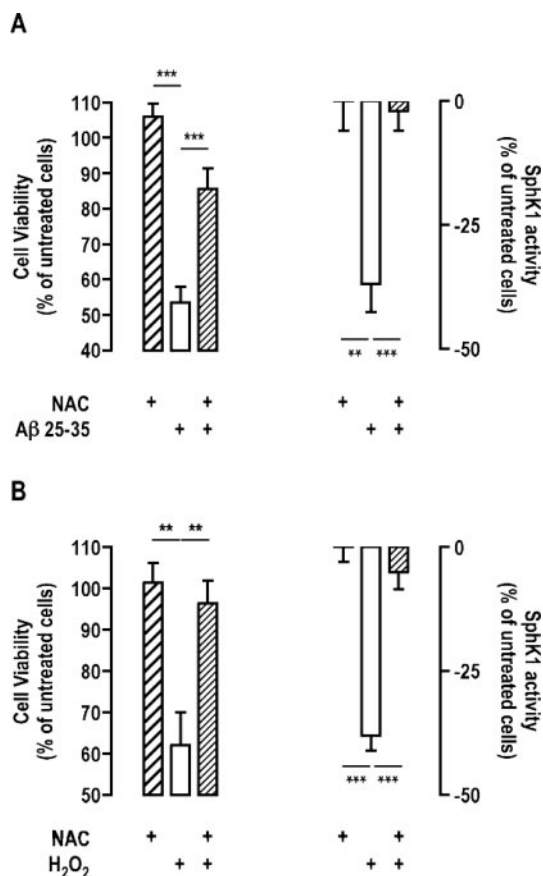 A
*** ***
110
100
90
80
70
60
50
40
Cell Viability
(% of untreated cells)
0
-25
-50
SphK1 activity
(% of untreated cells)
** ***
NAC + + + +
Aβ 25-35 + + + +
B
** **
110
100
90
80
70
60
50
Cell Viability
(% of untreated cells)
0
-25
-50
SphK1 activity
(% of untreated cells)
*** ***
NAC + + + +
H₂O₂ + + + +